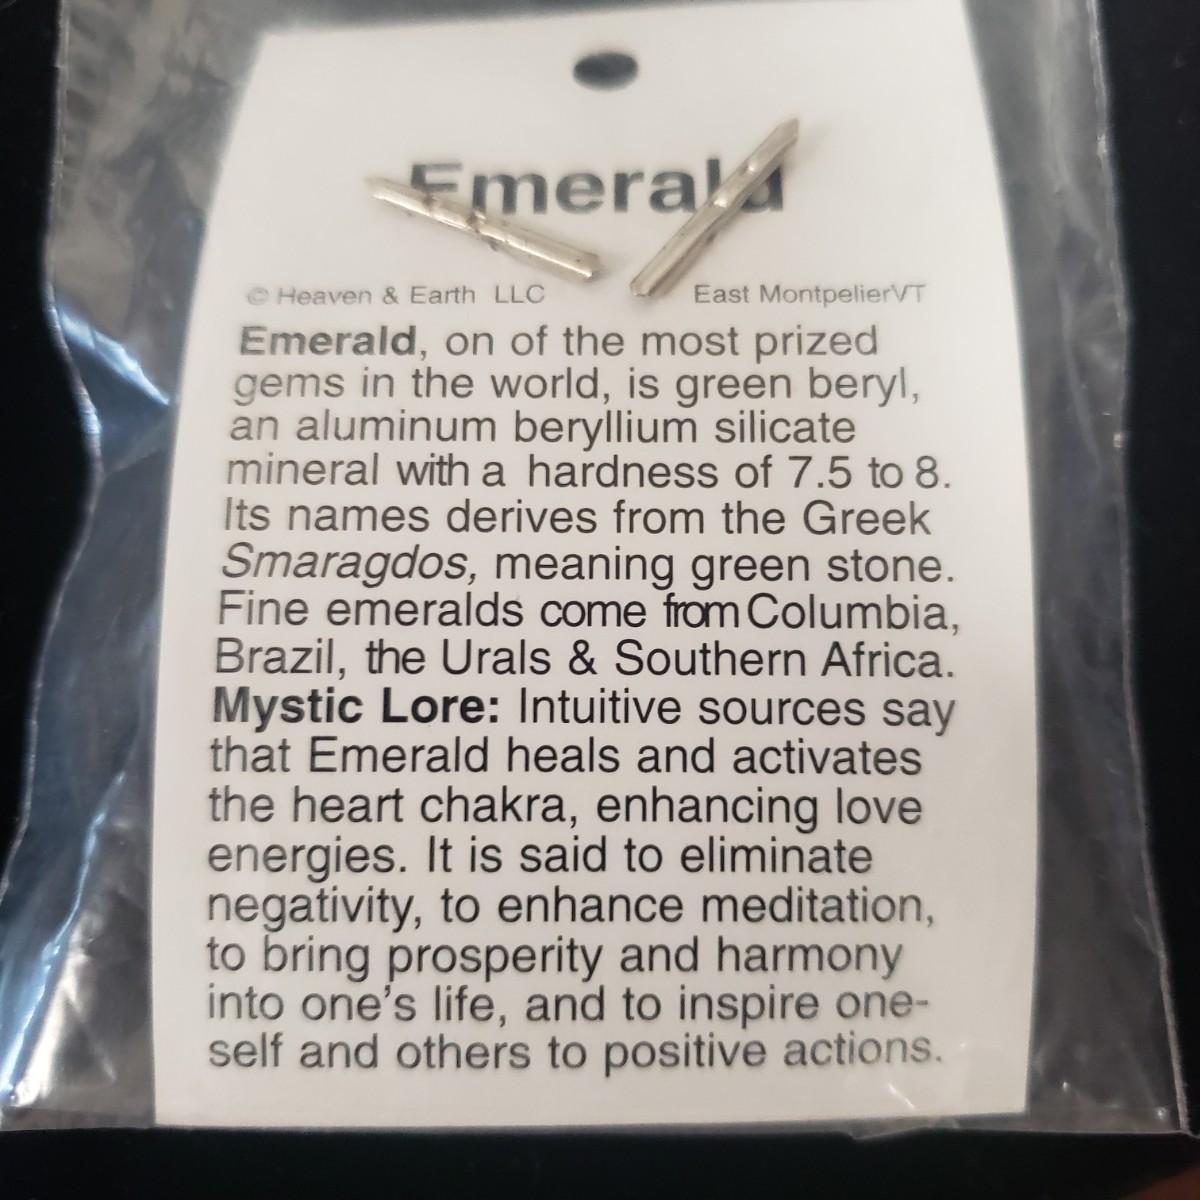 Emerald
© Heaven & Earth LLC East MontpelierVT
Emerald, on of the most prized
gems in the world, is green beryl,
an aluminum beryllium silicate
mineral with a hardness of 7.5 to 8.
Its names derives from the Greek
Smaragdos, meaning green stone.
Fine emeralds come from Columbia,
Brazil, the Urals & Southern Africa.
Mystic Lore: Intuitive sources say
that Emerald heals and activates
the heart chakra, enhancing love
energies. It is said to eliminate
negativity, to enhance meditation,
to bring prosperity and harmony
into one's life, and to inspire one-
self and others to positive actions.